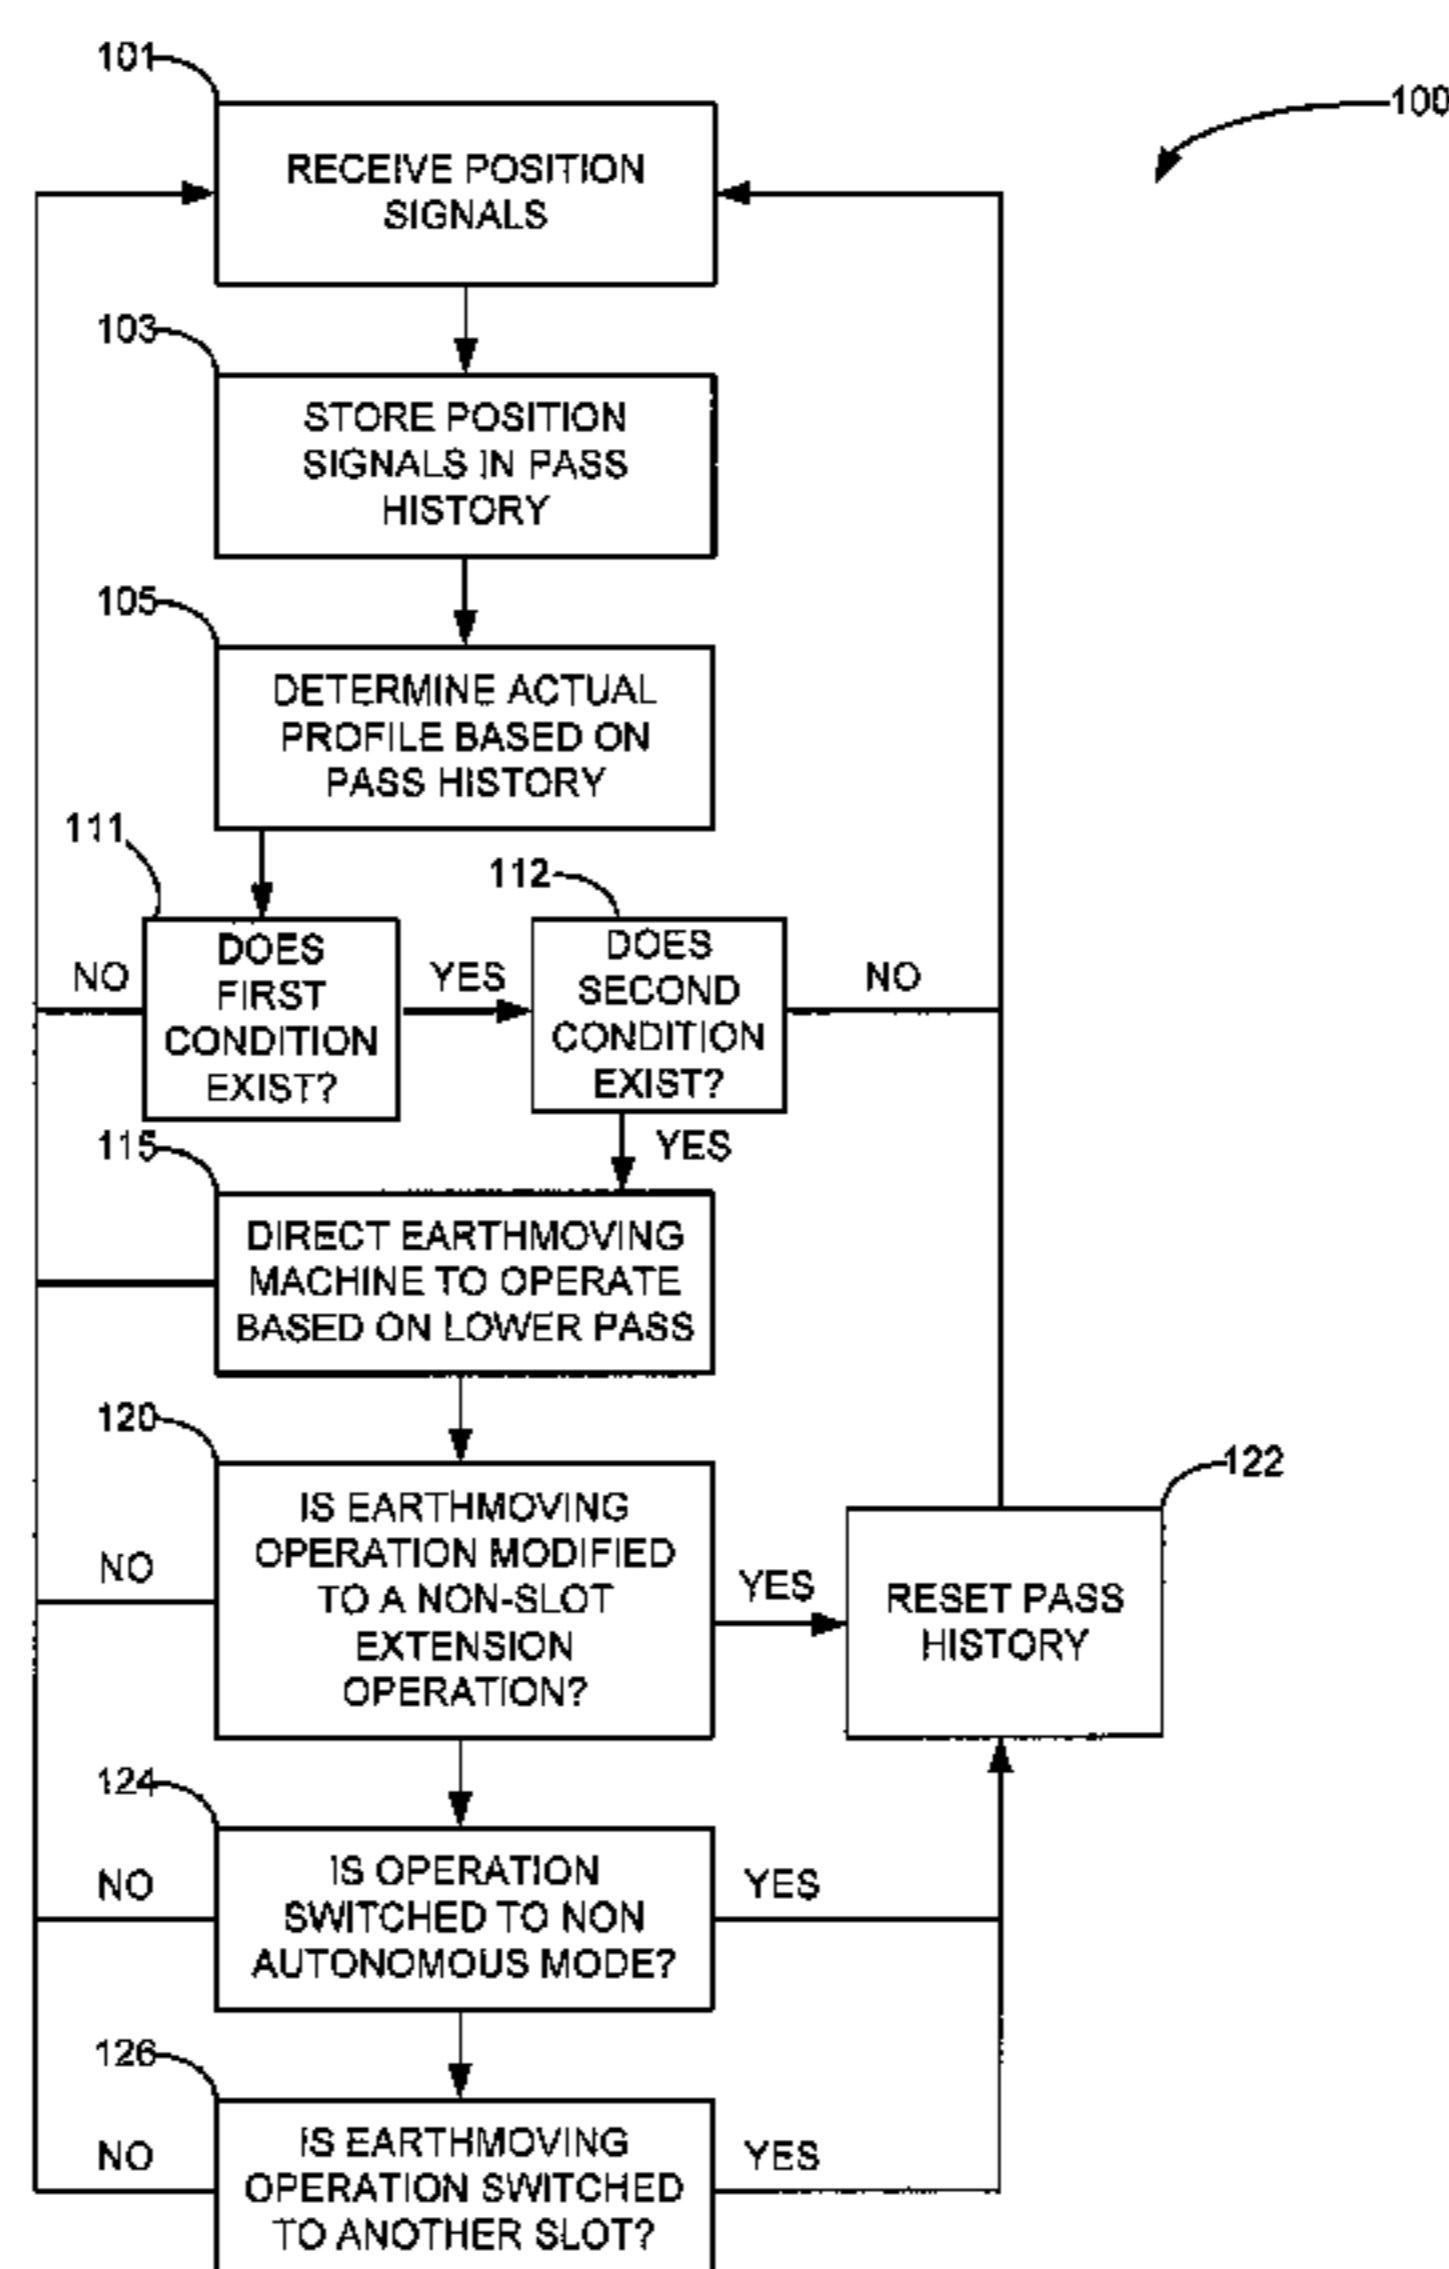 101
100
RECEIVE POSITION
SIGNALS
103
STORE POSITION
SIGNALS IN PASS
HISTORY
105
DETERMINE ACTUAL
PROFILE BASED ON
PASS HISTORY
111
112
NO
DOES
FIRST
CONDITION
EXIST?
YES
DOES
SECOND
CONDITION
EXIST?
NO
YES
115
DIRECT EARTHMOVING
MACHINE TO OPERATE
BASED ON LOWER PASS
120
122
NO
IS EARTHMOVING
OPERATION MODIFIED
TO A NON-SLOT
EXTENSION
OPERATION?
YES
RESET PASS
HISTORY
124
NO
IS OPERATION
SWITCHED TO NON
AUTONOMOUS MODE?
YES
126
NO
IS EARTHMOVING
OPERATION SWITCHED
TO ANOTHER SLOT?
YES